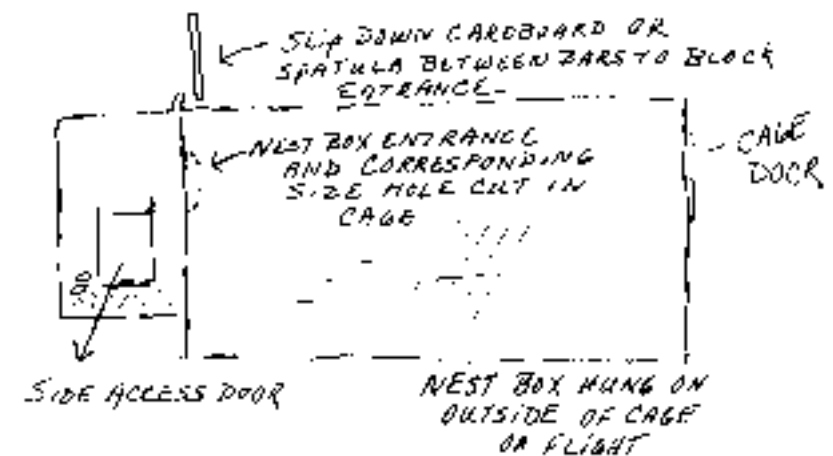 SLIP DOWN CARDBOARD OR
SPATULA BETWEEN BARS TO BLOCK
ENTRANCE-
NEST BOX ENTRANCE
AND CORRESPONDING
SIZE HOLE CUT IN
CAGE
CAGE
DOOR
SIDE ACCESS DOOR
NEST BOX HUNG ON
OUTSIDE OF CAGE
OR FLIGHT